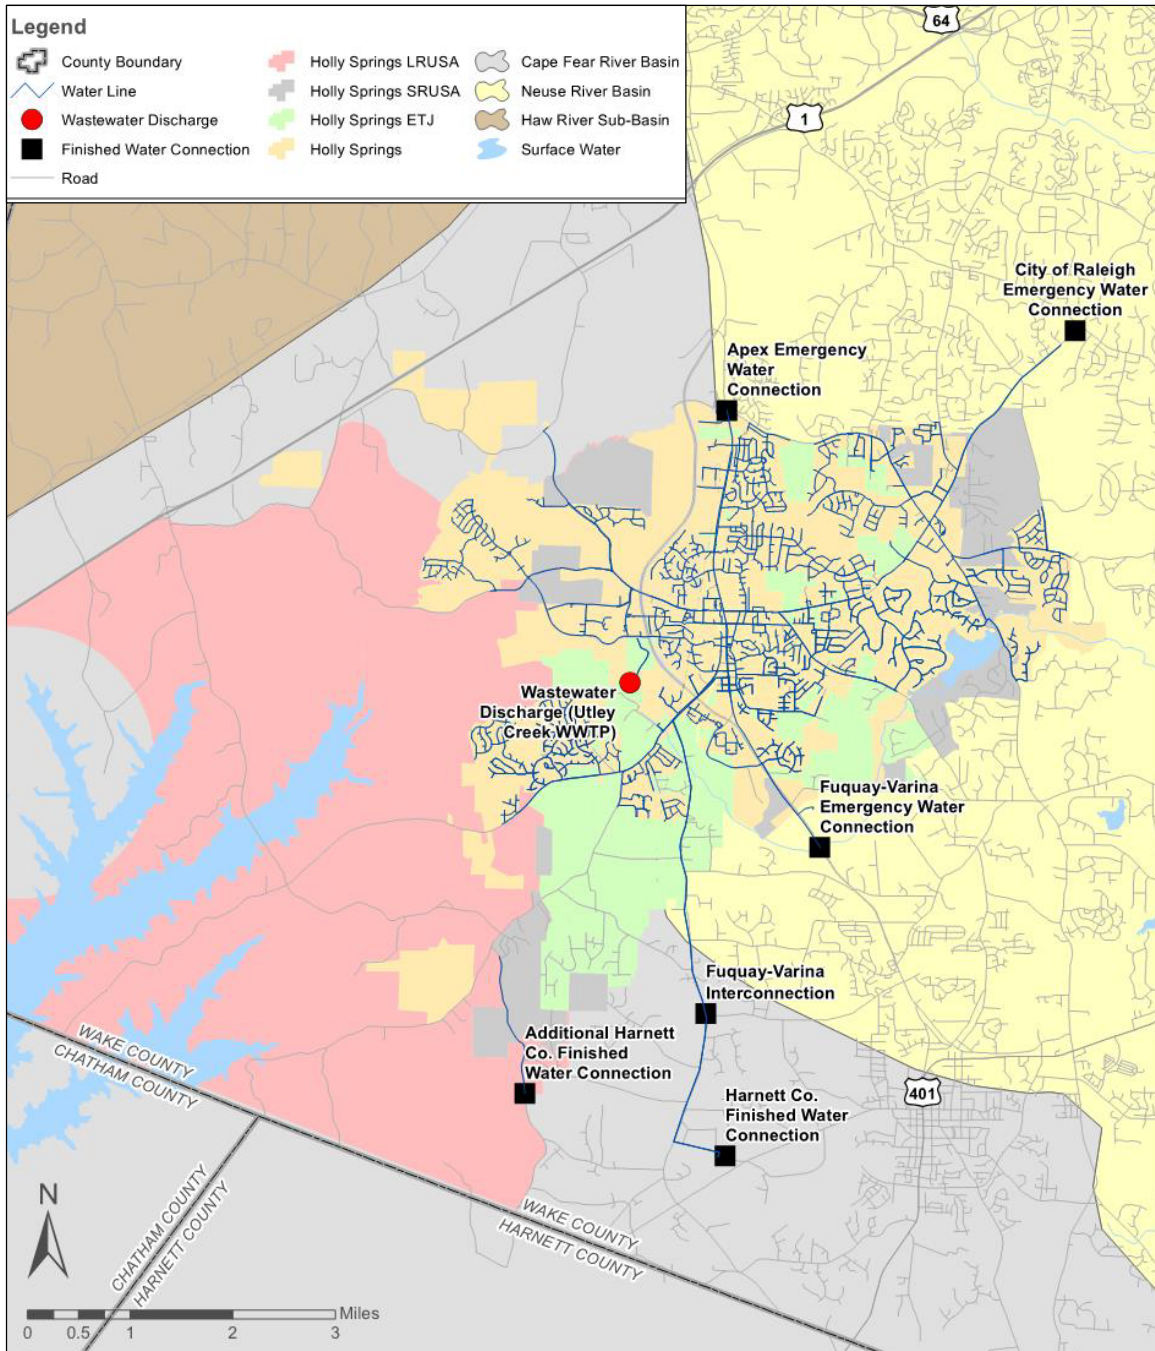 Legend
County Boundary
Water Line
Wastewater Discharge
Finished Water Connection
Road
Holly Springs LRUSA
Holly Springs SRUSA
Holly Springs ETJ
Holly Springs
Cape Fear River Basin
Neuse River Basin
Haw River Sub-Basin
Surface Water
64
1
City of Raleigh
Emergency Water
Connection
Apex Emergency
Water
Connection
Wastewater
Discharge (Utley
Creek WWTP)
Fuquay-Varina
Emergency Water
Connection
Fuquay-Varina
Interconnection
Additional Harnett
Co. Finished
Water Connection
Harnett Co.
Finished Water
Connection
401
WAKE COUNTY
CHATHAM COUNTY
CHATHAM COUNTY
HARNETT COUNTY
WAKE COUNTY
HARNETT COUNTY
N
Miles
0 0.5 1 2 3